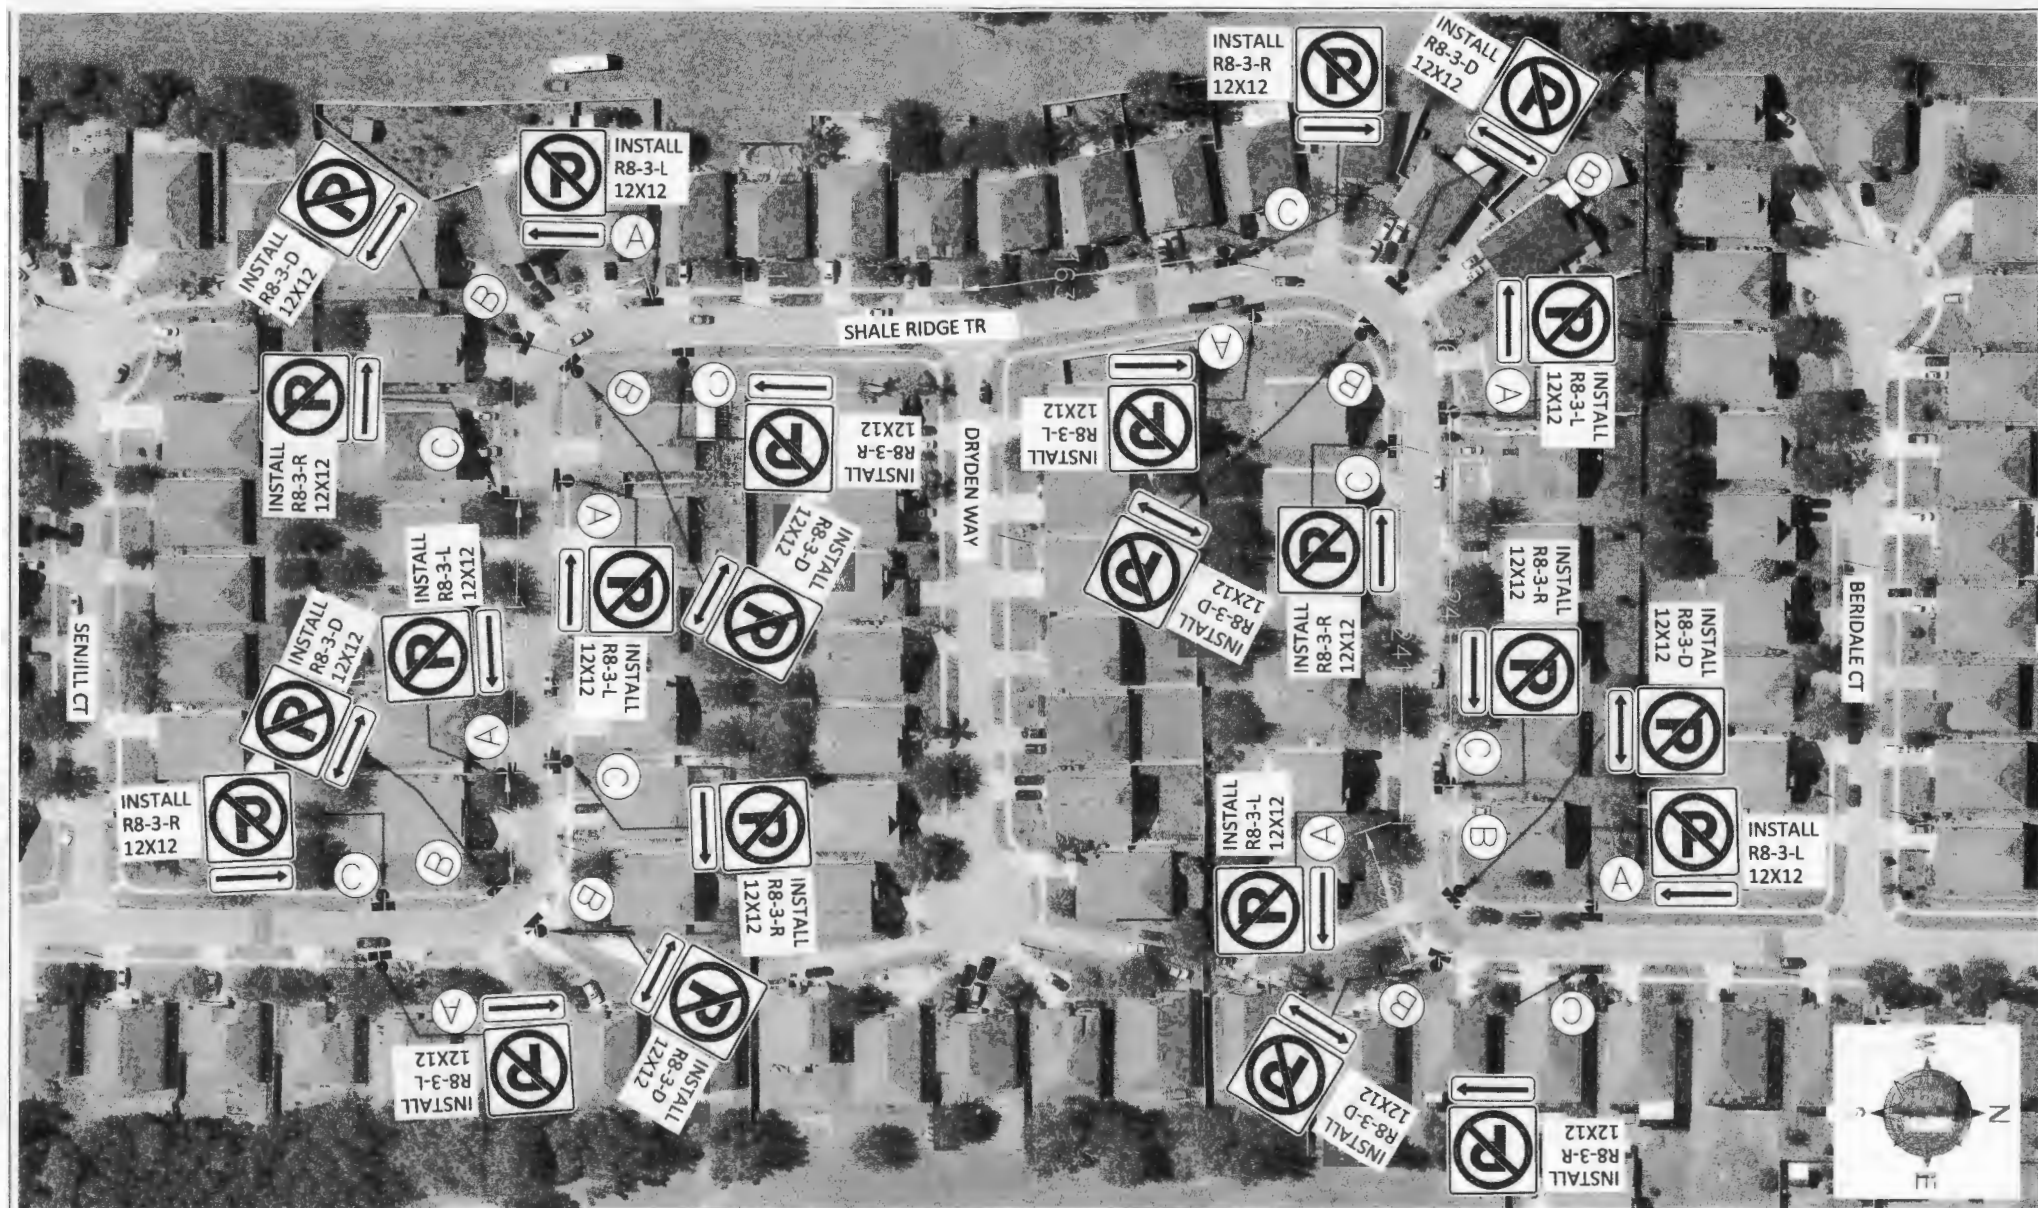 INSTALL
R8-3-R
12X12
INSTALL
R8-3-D
12X12
B
INSTALL
R8-3-L
12X12
A
INSTALL
R8-3-D
12X12
B
C
SHALE RIDGE TR
A
INSTALL
R8-3-L
12X12
A
INSTALL
R8-3-R
12X12
C
B
C
INSTALL
R8-3-R
12X12
INSTALL
R8-3-L
12X12
B
C
A
DRYDEN WAY
INSTALL
R8-3-D
12X12
INSTALL
R8-3-D
12X12
INSTALL
R8-3-R
12X12
INSTALL
R8-3-R
12X12
C
INSTALL
R8-3-L
12X12
INSTALL
R8-3-L
12X12
INSTALL
R8-3-D
12X12
A
SENJILL CT
BERIDALE CT
INSTALL
R8-3-D
12X12
INSTALL
R8-3-R
12X12
C
B
C
INSTALL
R8-3-R
12X12
B
INSTALL
R8-3-L
12X12
A
B
INSTALL
R8-3-L
12X12
A
A
INSTALL
R8-3-L
12X12
INSTALL
R8-3-D
12X12
B
INSTALL
R8-3-D
12X12
C
INSTALL
R8-3-R
12X12
W
N
E